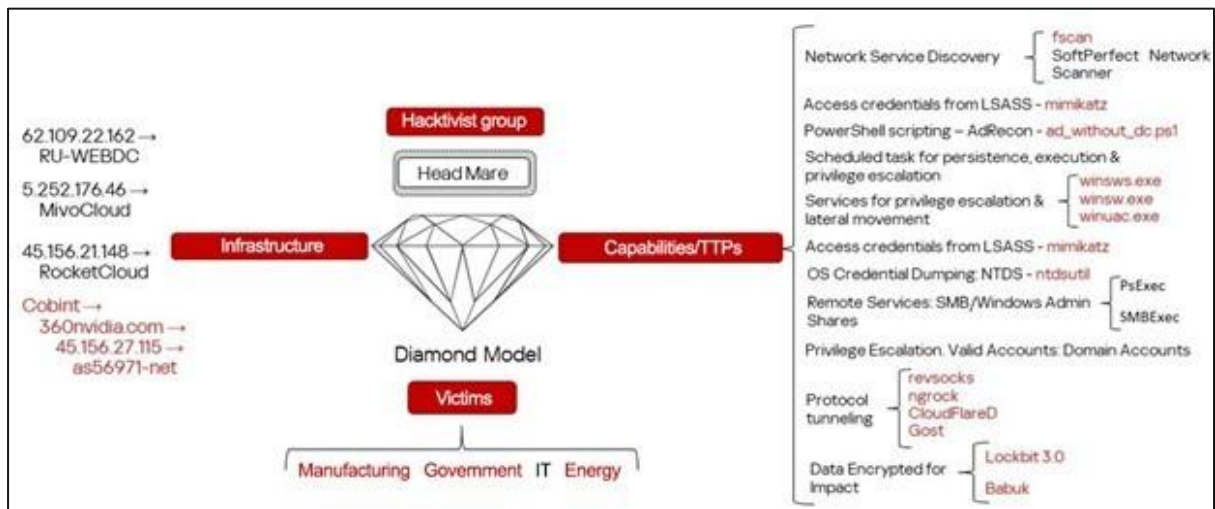 62.109.22.162 →
RU-WEBDC
5.252.176.46 →
MivoCloud
45.156.21.148 →
RocketCloud
Cobint →
360nvidia.com →
45.156.27.115 →
as56971-net
Infrastructure
Hacktivist group
Head Mare
Diamond Model
Victims
Manufacturing Government IT Energy
Capabilities/TTPs
Network Service Discovery
fscan
SoftPerfect Network
Scanner
Access credentials from LSASS - mimikatz
PowerShell scripting – AdRecon - ad_without_dc.ps1
Scheduled task for persistence, execution &
privilege escalation
Services for privilege escalation &
lateral movement
winsws.exe
winsw.exe
winuac.exe
Access credentials from LSASS - mimikatz
OS Credential Dumping: NTDS - ntdsutil
Remote Services: SMB/Windows Admin
Shares
PsExec
SMBExec
Privilege Escalation. Valid Accounts: Domain Accounts
Protocol
tunneling
revsocks
ngrock
CloudFlareD
Gost
Data Encrypted for
Impact
Lockbit 3.0
Babuk